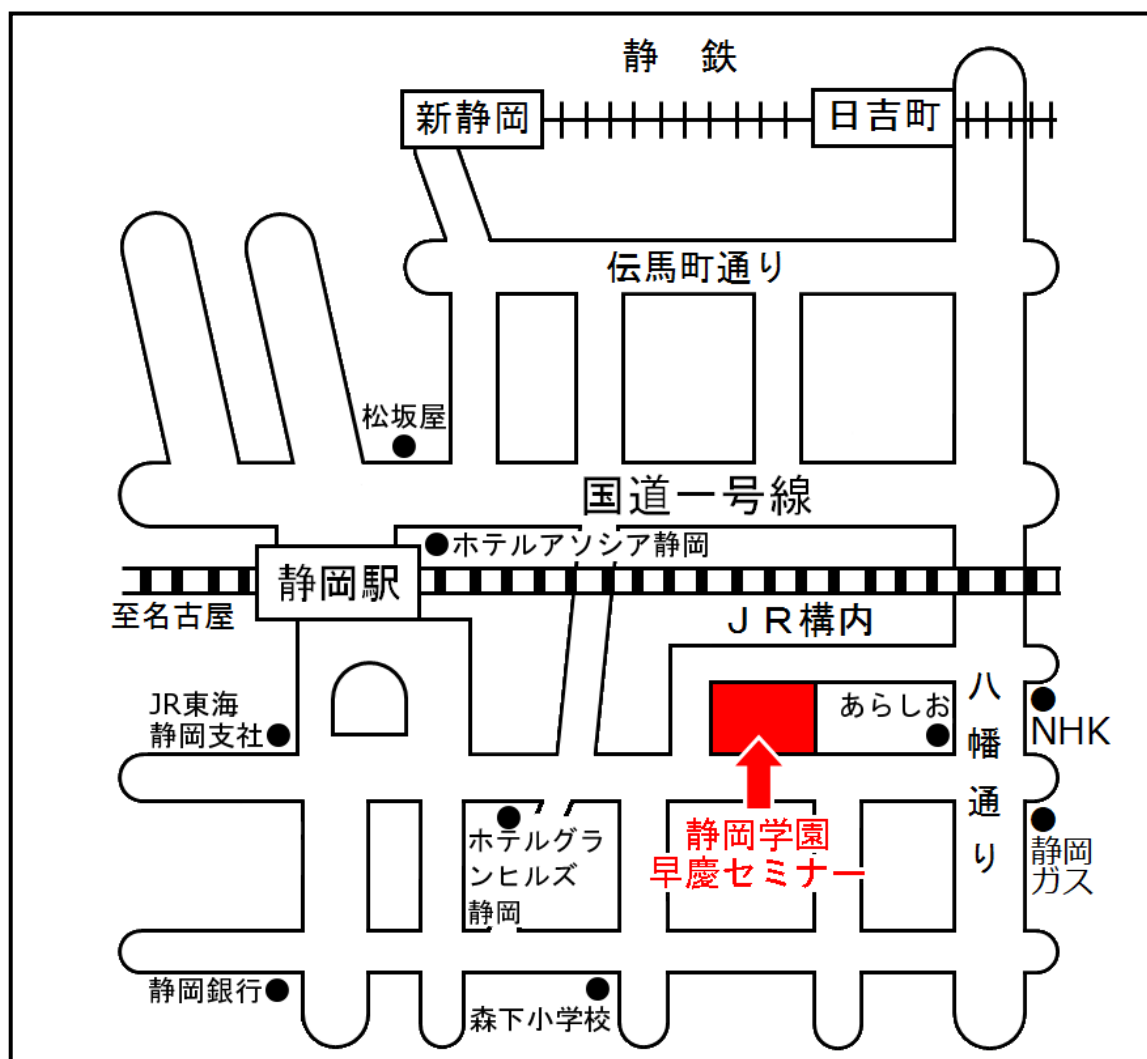 静 鉄
新静岡
日吉町
伝馬町通り
松坂屋
国道一号線
ホテルアソシア静岡
静岡駅
至名古屋
ＪＲ構内
JR東海
静岡支社
あらしお
八幡通り
NHK
静岡学園
早慶セミナー
ホテルグラ
ンヒルズ
静岡
静岡
ガス
静岡銀行
森下小学校